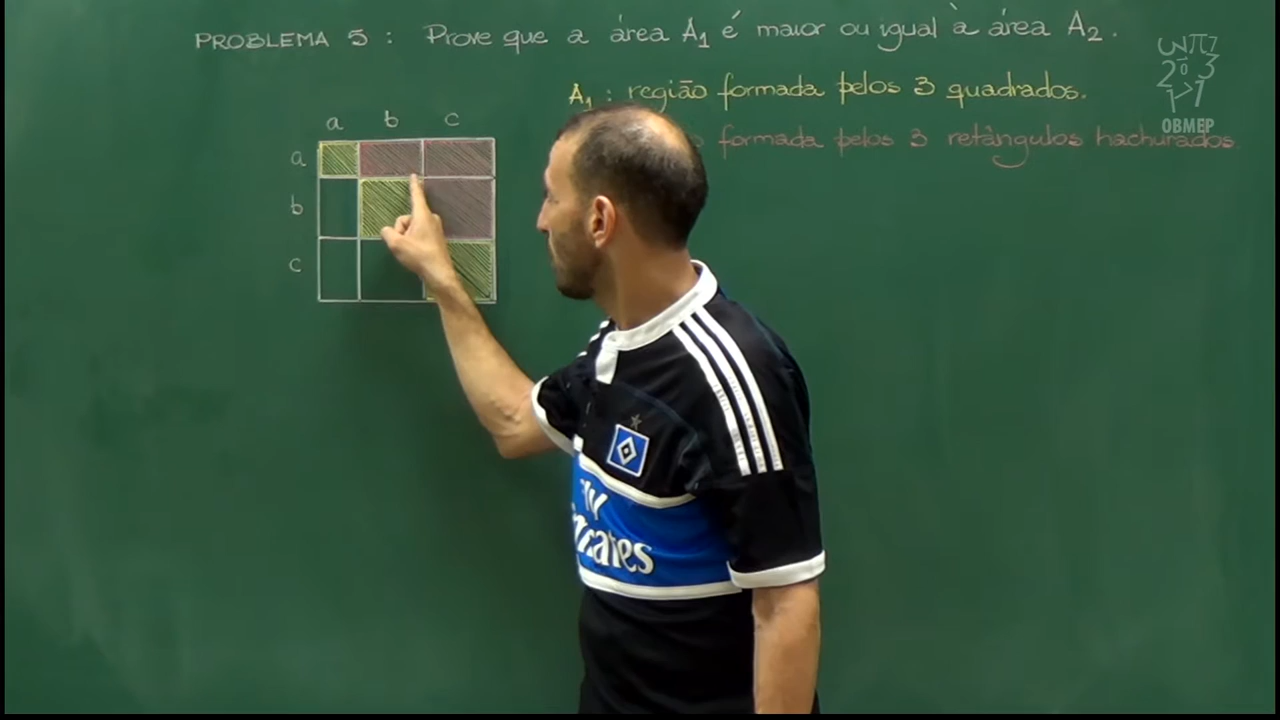 PROBLEMA 5 : Prove que a área A₁ é maior ou igual à área A₂.
A₁ : região formada pelos 3 quadrados.
formada pelos 3 retângulos hachurados.
a b c
a
b
c
OBMEP
Emirates